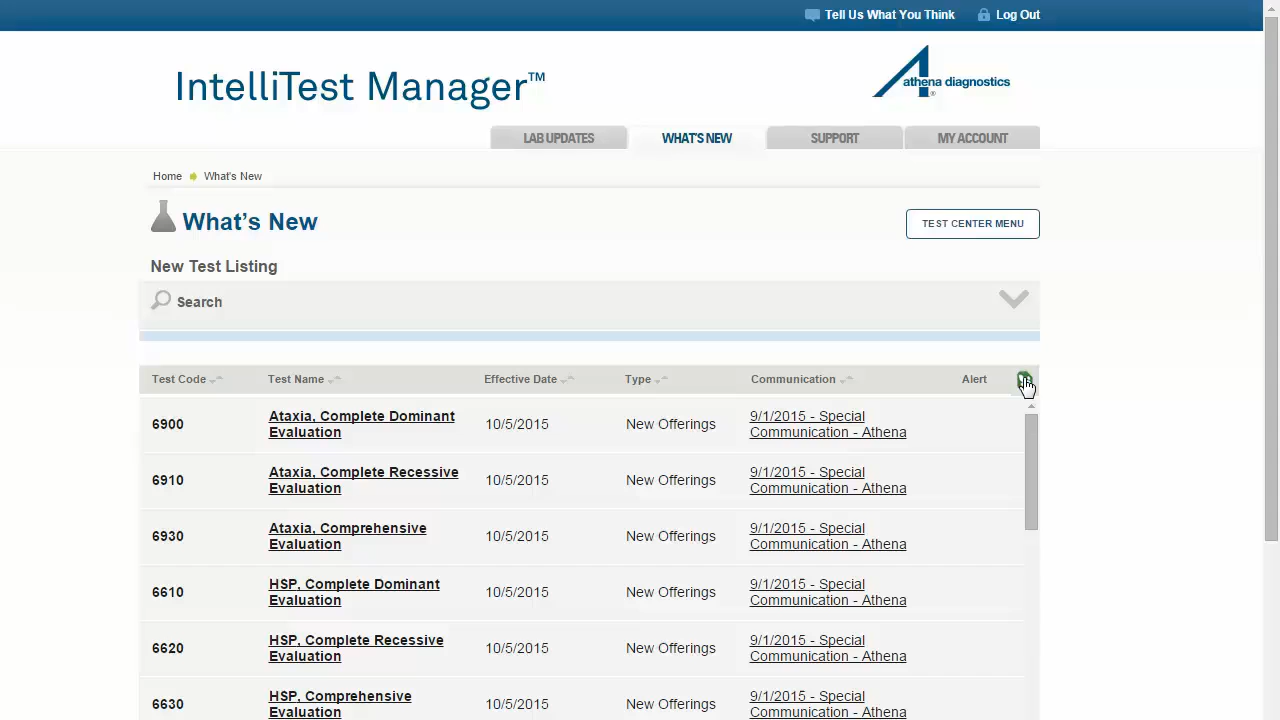 Tell Us What You Think Log Out
IntelliTest Manager™
athena diagnostics®
LAB UPDATES WHAT'S NEW SUPPORT MY ACCOUNT
Home What's New
What's New
TEST CENTER MENU
New Test Listing
Search
Test Code Test Name Effective Date Type Communication Alert
6900 Ataxia, Complete Dominant Evaluation 10/5/2015 New Offerings 9/1/2015 - Special Communication - Athena
6910 Ataxia, Complete Recessive Evaluation 10/5/2015 New Offerings 9/1/2015 - Special Communication - Athena
6930 Ataxia, Comprehensive Evaluation 10/5/2015 New Offerings 9/1/2015 - Special Communication - Athena
6610 HSP, Complete Dominant Evaluation 10/5/2015 New Offerings 9/1/2015 - Special Communication - Athena
6620 HSP, Complete Recessive Evaluation 10/5/2015 New Offerings 9/1/2015 - Special Communication - Athena
6630 HSP, Comprehensive Evaluation 10/5/2015 New Offerings 9/1/2015 - Special Communication - Athena